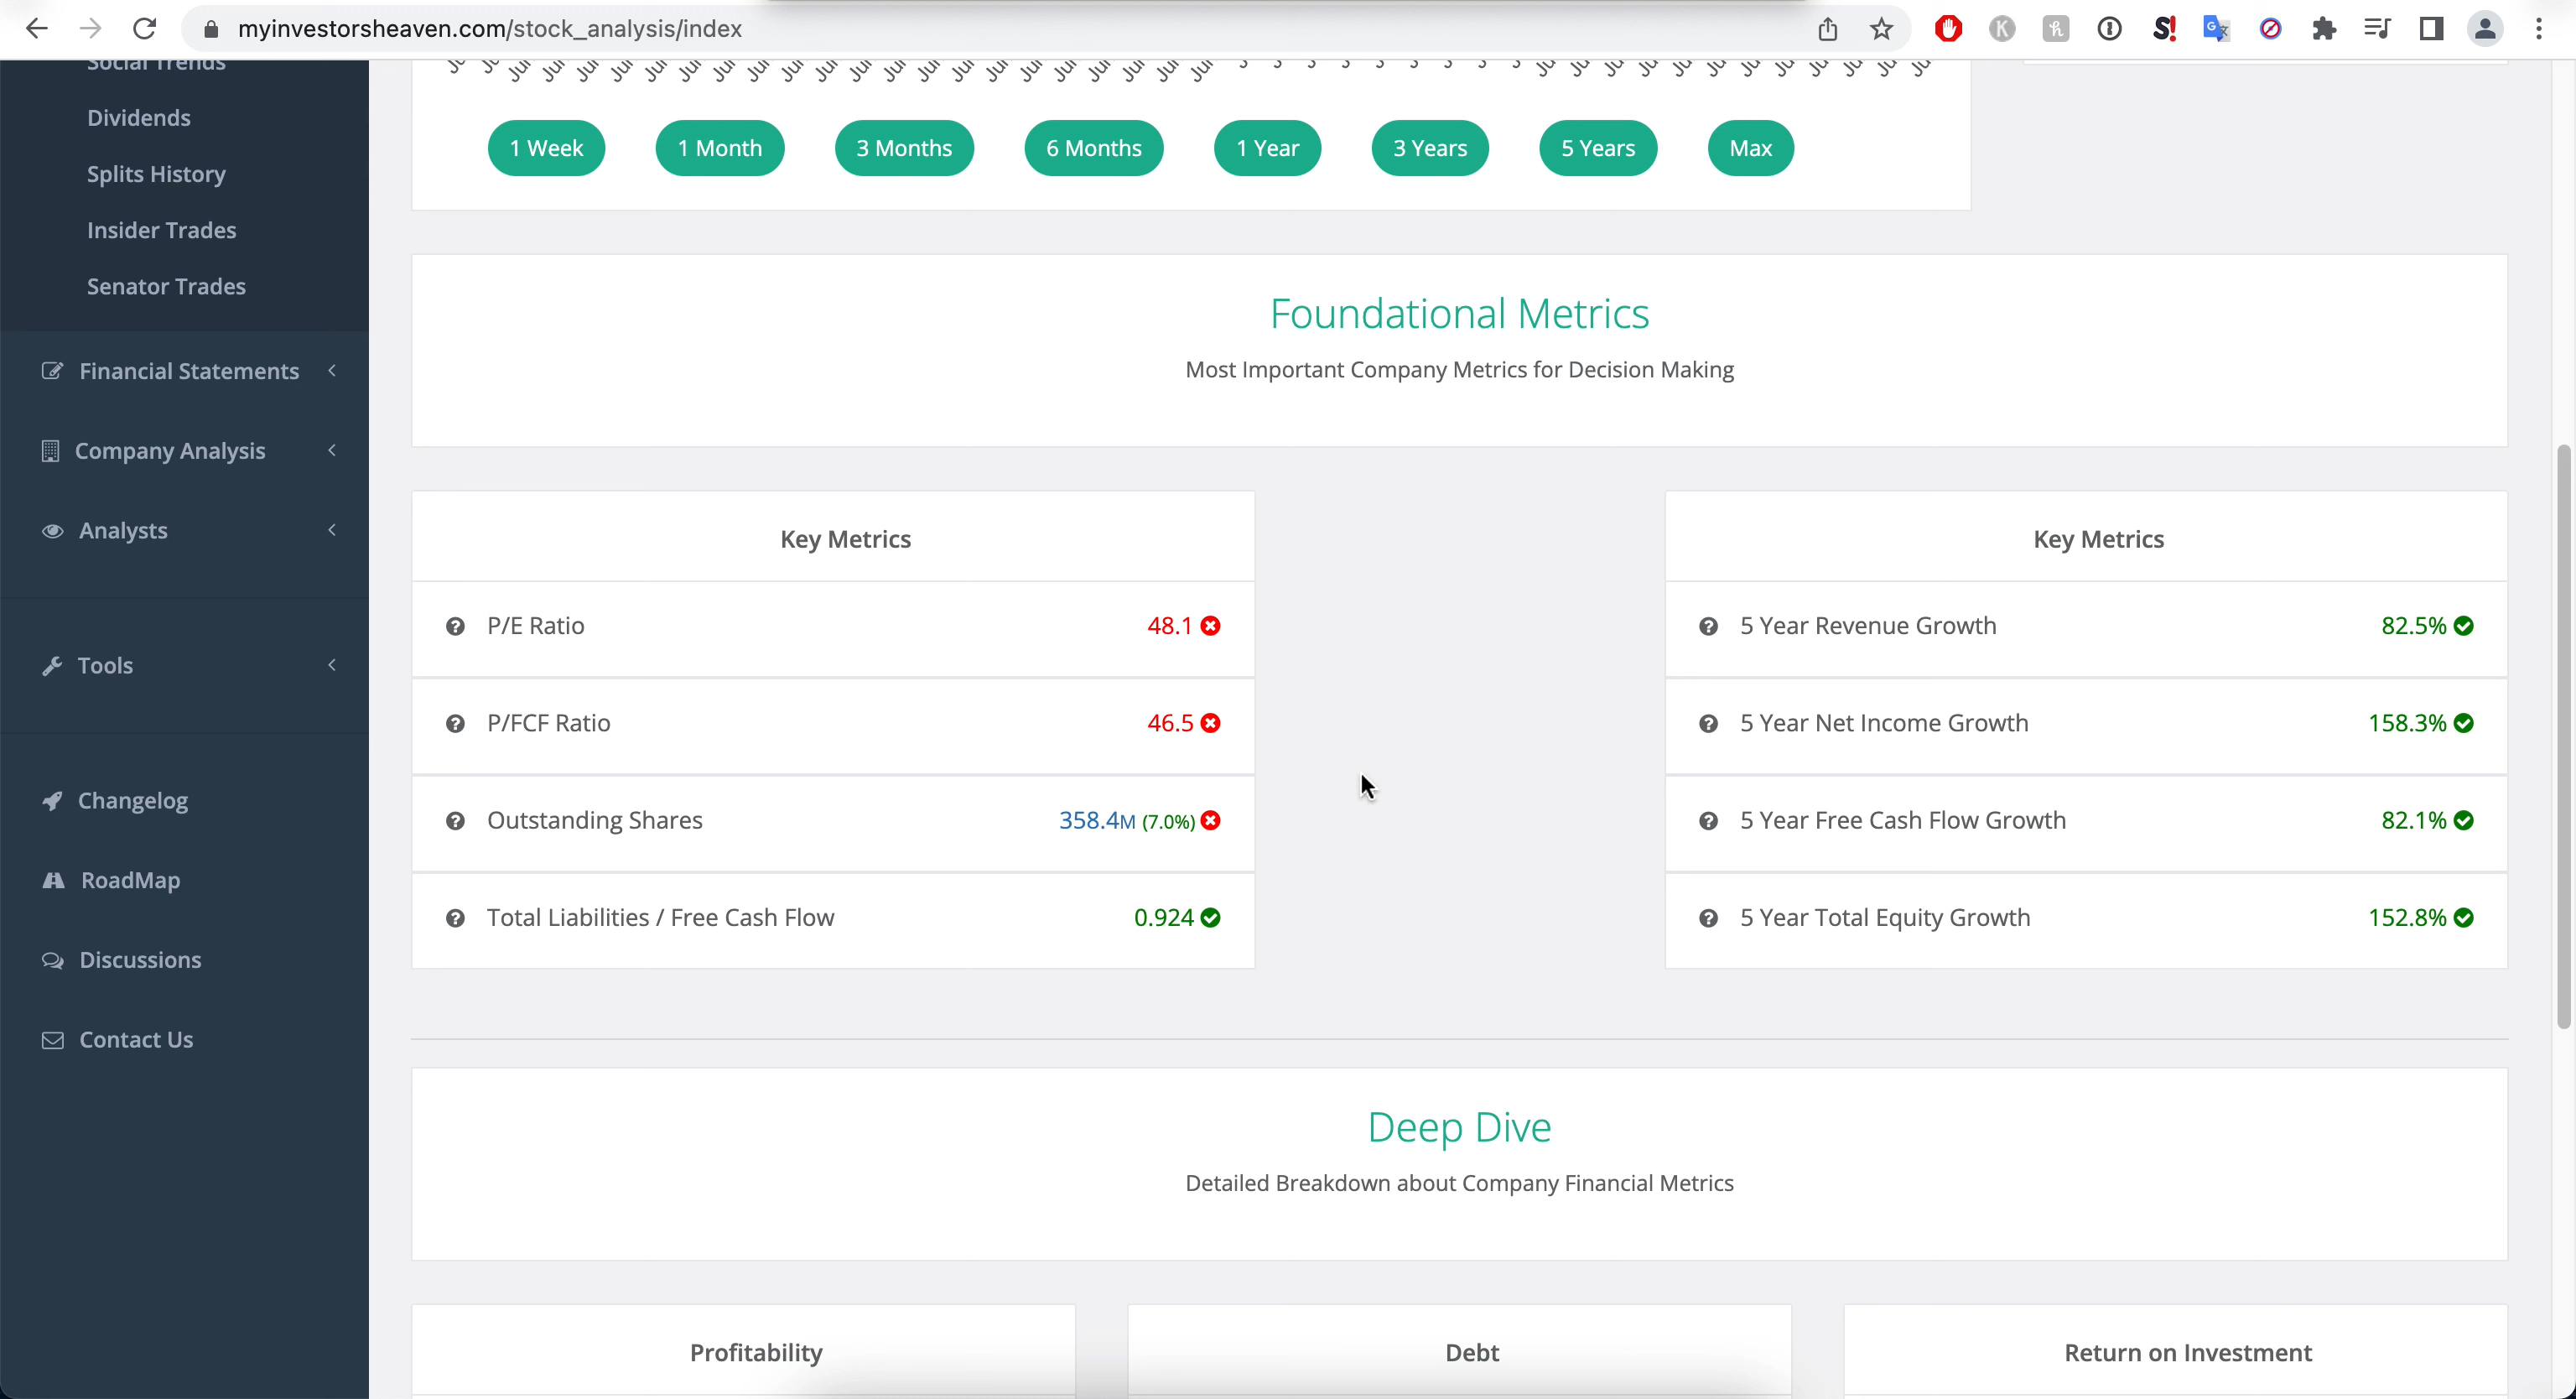 myinvestorsheaven.com/stock_analysis/index
Social Trends
Dividends
Splits History
Insider Trades
Senator Trades
Financial Statements
Company Analysis
Analysts
Tools
Changelog
RoadMap
Discussions
Contact Us
1 Week 1 Month 3 Months 6 Months 1 Year 3 Years 5 Years Max
Foundational Metrics
Most Important Company Metrics for Decision Making
Key Metrics
P/E Ratio 48.1
P/FCF Ratio 46.5
Outstanding Shares 358.4M (7.0%)
Total Liabilities / Free Cash Flow 0.924
Key Metrics
5 Year Revenue Growth 82.5%
5 Year Net Income Growth 158.3%
5 Year Free Cash Flow Growth 82.1%
5 Year Total Equity Growth 152.8%
Deep Dive
Detailed Breakdown about Company Financial Metrics
Profitability
Debt
Return on Investment